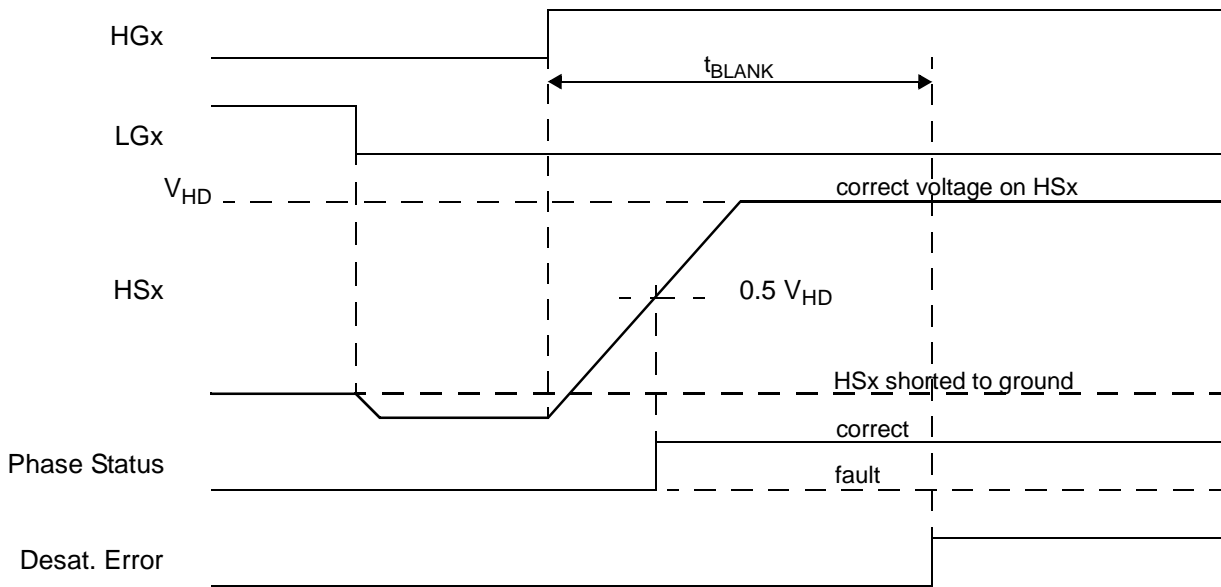 HGx
tBLANK
LGx
VHD
correct voltage on HSx
HSx
0.5 VHD
HSx shorted to ground
correct
Phase Status
fault
Desat. Error